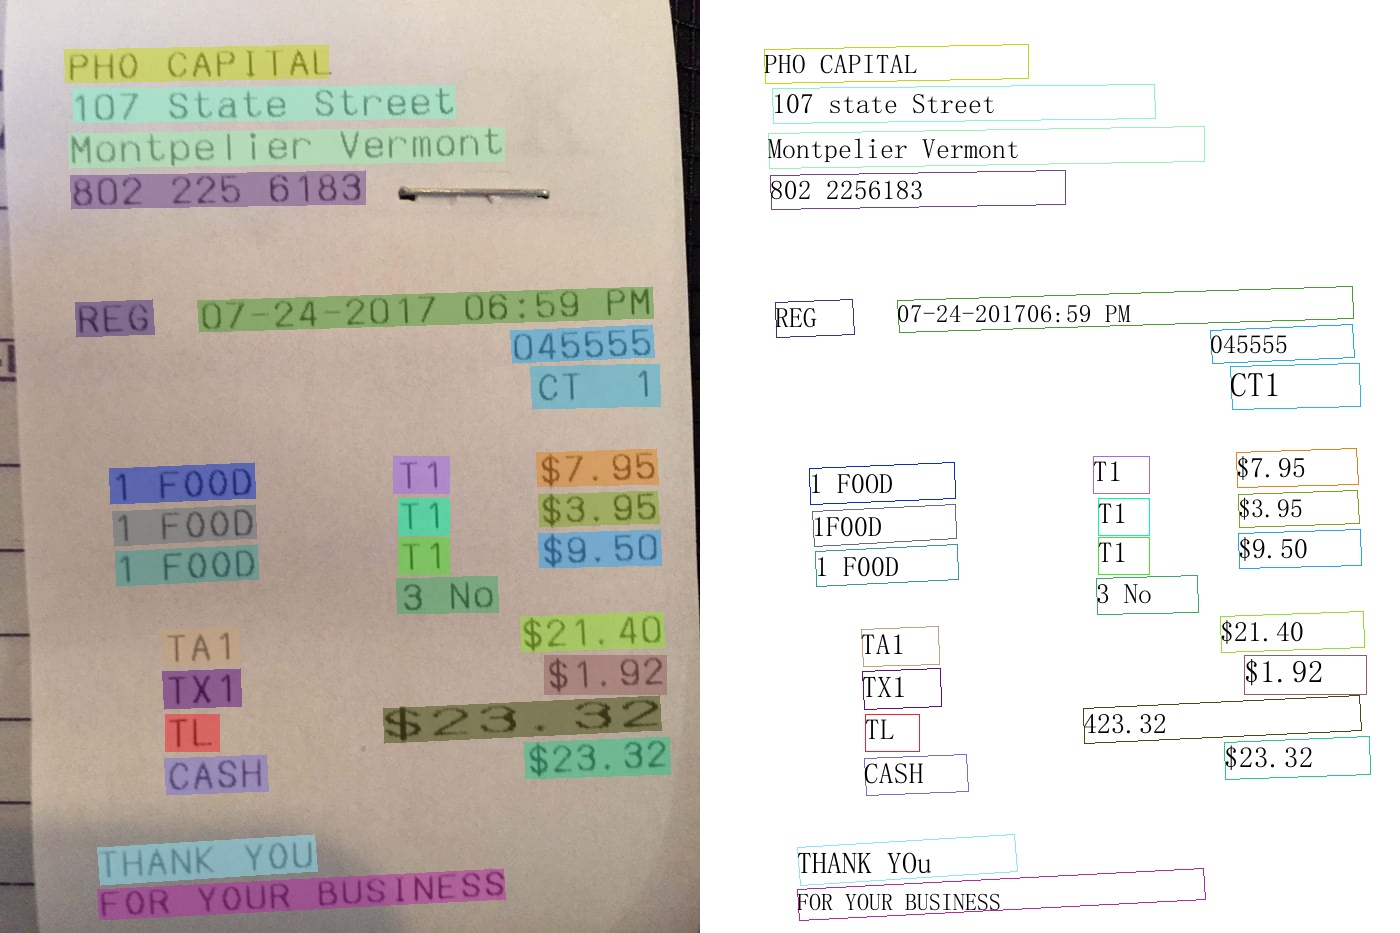 PHO CAPITAL
107 State Street
Montpelier Vermont
802 225 6183
REG 07-24-2017 06:59 PM
045555
CT 1
1 FOOD T1 $7.95
1 FOOD T1 $3.95
1 FOOD T1 $9.50
3 No
TA1 $21.40
TX1 $1.92
TL $23.32
CASH $23.32
THANK YOU
FOR YOUR BUSINESS
PHO CAPITAL
107 state Street
Montpelier Vermont
802 2256183
REG 07-24-201706:59 PM
045555
CT1
1 FOOD T1 $7.95
1FOOD T1 $3.95
1 FOOD T1 $9.50
3 No
TA1 $21.40
TX1 $1.92
TL 423.32
CASH $23.32
THANK YOu
FOR YOUR BUSINESS